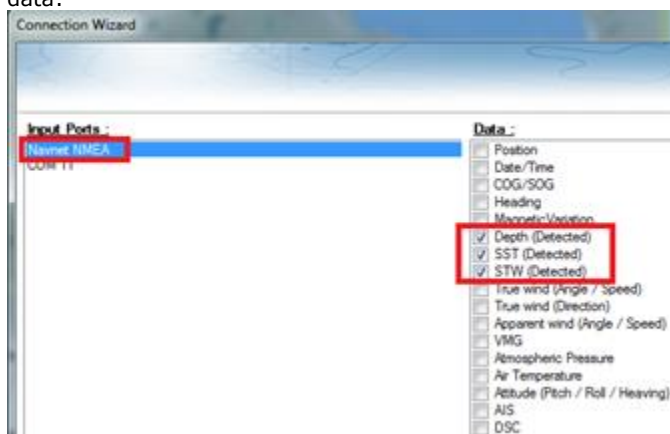 data.
Connection Wizard
Input Ports :
Navnet NMEA
COM 11
Data :
Position
Date/Time
COG/SOG
Heading
Magnetic Variation
Depth (Detected)
SST (Detected)
STW (Detected)
True wind (Angle / Speed)
True wind (Direction)
Apparent wind (Angle / Speed)
VMG
Atmospheric Pressure
Air Temperature
Attitude (Pitch / Roll / Heaving)
AIS
DSC